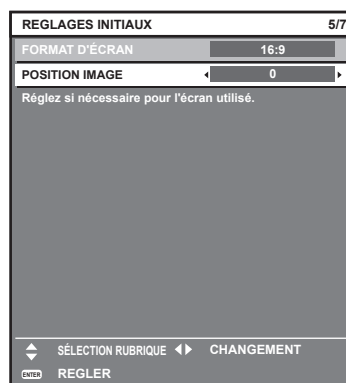 REGLAGES INITIAUX 5/7
FORMAT D'ÉCRAN 16:9
POSITION IMAGE 0
Réglez si nécessaire pour l'écran utilisé.
SÉLECTION RUBRIQUE CHANGEMENT
ENTER REGLER